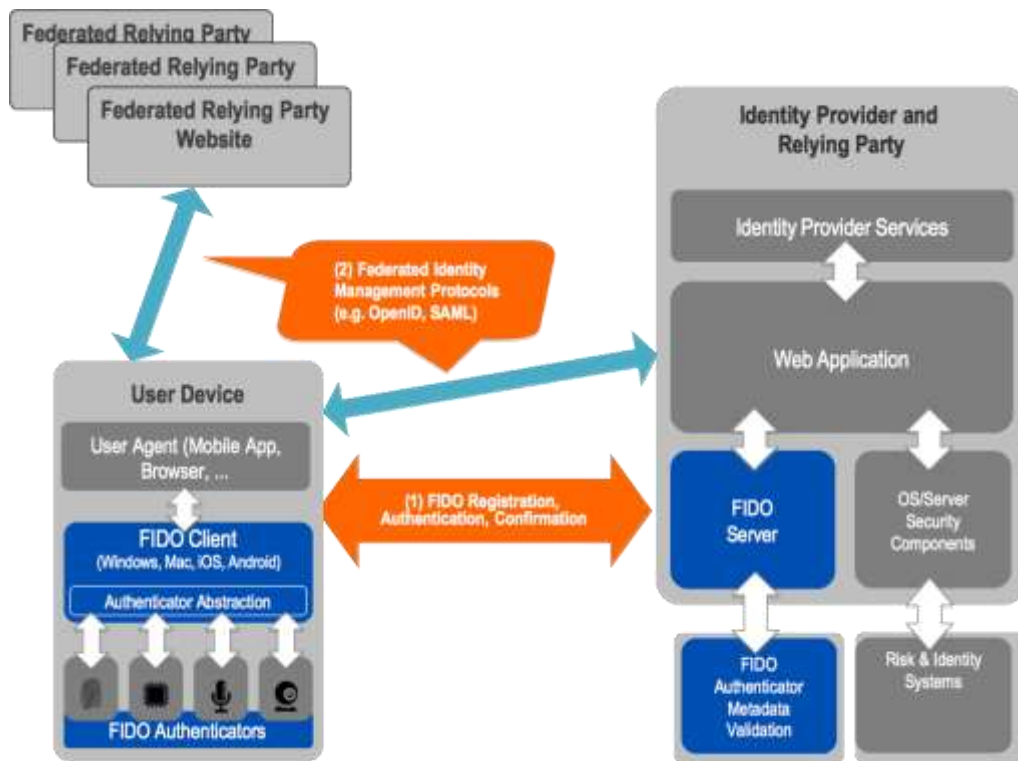 Federated Relying Party
Federated Relying Party
Federated Relying Party
Website
Identity Provider and
Relying Party
Identity Provider Services
(2) Federated Identity
Management Protocols
(e.g. OpenID, SAML)
Web Application
User Device
User Agent (Mobile App,
Browser, ...
(1) FIDO Registration,
Authentication, Confirmation
FIDO
Server
OS/Server
Security
Components
FIDO Client
(Windows, Mac, iOS, Android)
Authenticator Abstraction
FIDO Authenticators
FIDO
Authenticator
Metadata
Validation
Risk & Identity
Systems